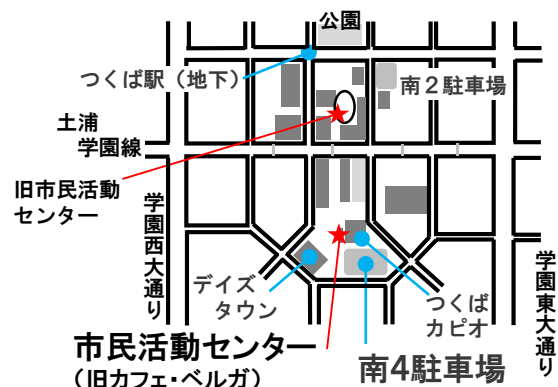 公園
つくば駅（地下）
南２駐車場
土浦
学園線
旧市民活動
センター
学園西大通り
学園東大通り
デイズ
タウン
つくば
カピオ
市民活動センター
（旧カフェ・ベルガ）
南4駐車場